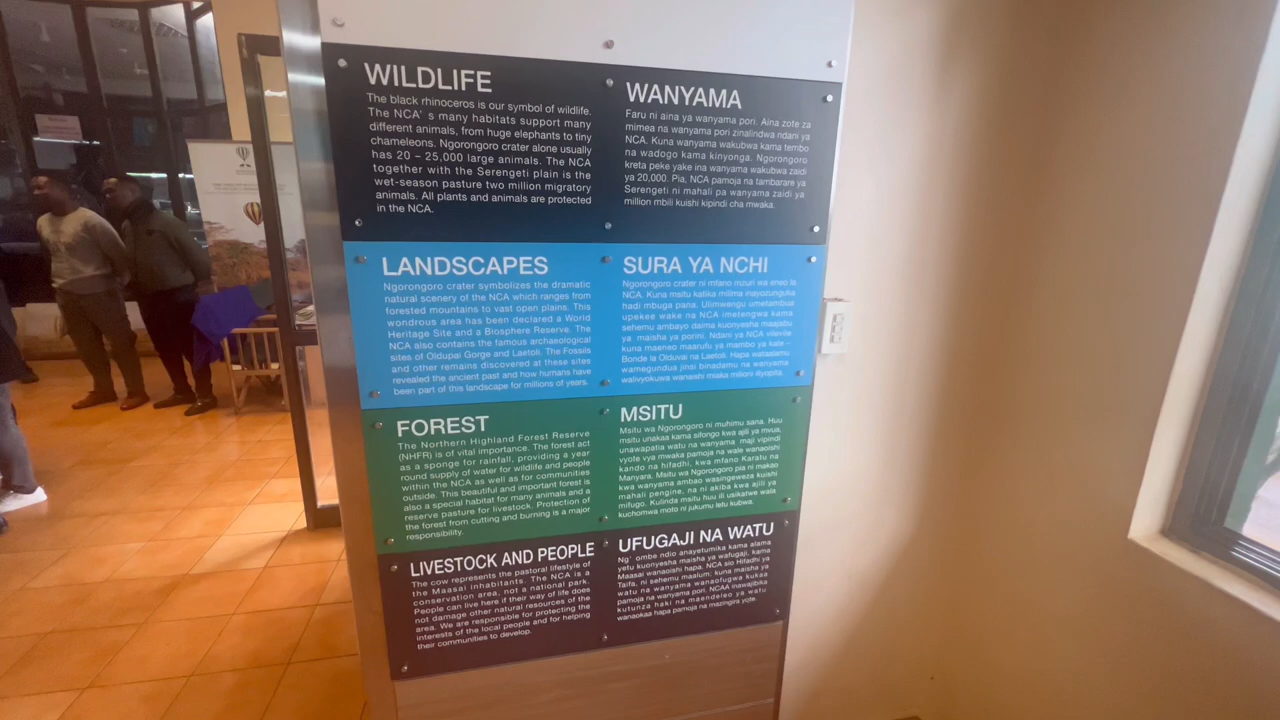 WILDLIFE
The black rhinoceros is our symbol of wildlife.
The NCA' s many habitats support many
different animals, from huge elephants to tiny
chameleons. Ngorongoro crater alone usually
has 20 – 25,000 large animals. The NCA
together with the Serengeti plain is the
wet-season pasture two million migratory
animals. All plants and animals are protected
in the NCA.
WANYAMA
Faru ni aina ya wanyama pori. Aina zote za
mimea na wanyama pori zinalindwa ndani ya
NCA. Kuna wanyama wakubwa kama tembo
na wadogo kama kinyonga. Ngorongoro
kreta peke yake ina wanyama wakubwa zaidi
ya 20,000. Pia, NCA pamoja na tambarare ya
Serengeti ni mahali pa wanyama zaidi ya
million mbili kuishi kipindi cha mwaka.
LANDSCAPES
Ngorongoro crater symbolizes the dramatic
natural scenery of the NCA which ranges from
forested mountains to vast open plains. This
wondrous area has been declared a World
Heritage Site and a Biosphere Reserve. The
NCA also contains the famous archaeological
sites of Oldupai Gorge and Laetoli. The Fossils
and other remains discovered at these sites
revealed the ancient past and how humans have
been part of this landscape for millions of years.
SURA YA NCHI
Ngorongoro crater ni mfano mzuri wa eneo la
NCA. Kuna msitu katika milima inayozunguka
hadi mbuga pana. Ulimwengu umetambua
upekee wake na NCA imetengwa kama
sehemu ambayo daima kuonyesha maajabu
ya maisha ya porini. Ndani ya NCA vilevile
kuna maeneo maarufu ya mambo ya kale –
Bonde la Olduvai na Laetoli. Hapa wataalamu
wamegundua jinsi binadamu na wanyama
walivyokuwa wanaishi miaka milioni iliyopita.
FOREST
The Northern Highland Forest Reserve
(NHFR) is of vital importance. The forest act
as a sponge for rainfall, providing a year
round supply of water for wildlife and people
within the NCA as well as for communities
outside. This beautiful and important forest is
also a special habitat for many animals and a
reserve pasture for livestock. Protection of
the forest from cutting and burning is a major
responsibility.
MSITU
Msitu wa Ngorongoro ni muhimu sana. Huu
msitu unakaa kama sifongo kwa ajili ya mvua,
unawapatia watu na wanyama maji vipindi
vyote vya mwaka pamoja na wale wanaoishi
kando na hifadhi, kwa mfano Karatu na
Manyara. Msitu wa Ngorongoro pia ni makao
kwa wanyama ambao wasingeweza kuishi
mahali pengine, na ni akiba kwa ajili ya
mifugo. Kulinda msitu huu ili usikatwe wala
kuchomwa moto ni jukumu letu kubwa.
LIVESTOCK AND PEOPLE
The cow represents the pastoral lifestyle of
the Maasai inhabitants. The NCA is a
conservation area, not a national park.
People can live here if their way of life does
not damage other natural resources of the
area. We are responsible for protecting the
interests of the local people and for helping
their communities to develop.
UFUGAJI NA WATU
Ng' ombe ndio anayetumika kama alama
yetu kuonyesha maisha ya wafugaji, kama
Maasai wanaoishi hapa. NCA sio Hifadhi ya
Taifa, ni sehemu maalum; kuna maisha ya
watu na wanyama wanaofugwa kukaa
pamoja na wanyama pori. NCAA inawajibika
kutunza haki na maendeleo ya watu
wanaokaa hapa pamoja na mazingira yote.